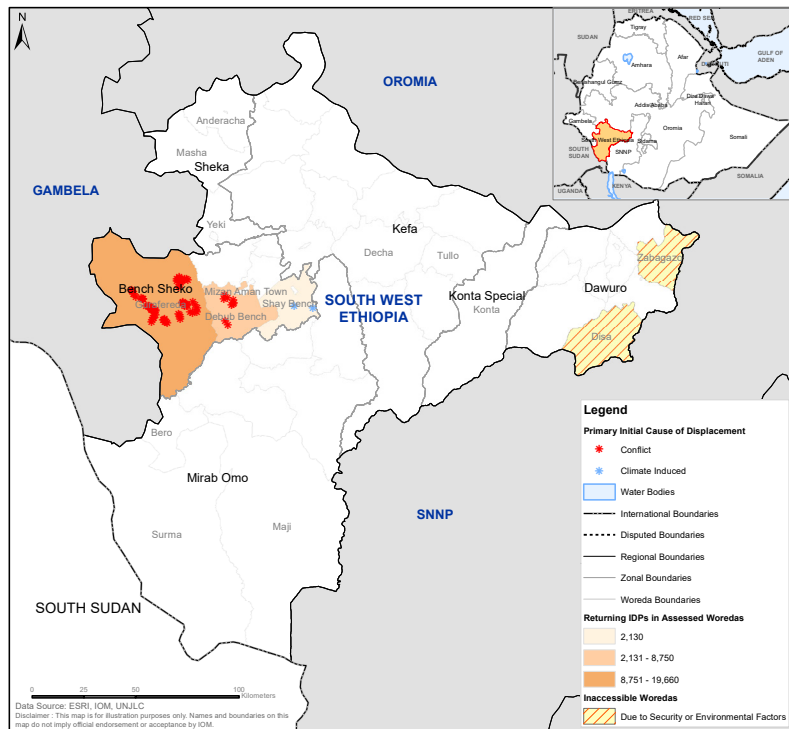 N
OROMIA
GAMBELA
Anderacha
Masha
Sheka
Yeki
Kefa
Decha
Tullo
Bench Sheko
Mizan Aman Town
Shay Bench
Debub Bench
SOUTH WEST
ETHIOPIA
Konta Special
Konta
Dawuro
Zabagazo
Disa
Bero
Mirab Omo
Surma
Maji
SNNP
SOUTH SUDAN
ERITREA
RED SEA
SUDAN
Tigray
Afar
Amhara
GULF OF
ADEN
Benishangul Gumz
Addis Ababa
Dire Dawa
Harari
Gambela
South West Ethiopia
Sidama
Oromia
Somali
SOUTH
SUDAN
SNNP
SOMALIA
UGANDA
KENYA
Legend
Primary Initial Cause of Displacement
Conflict
Climate Induced
Water Bodies
International Boundaries
Disputed Boundaries
Regional Boundaries
Zonal Boundaries
Woreda Boundaries
Returning IDPs in Assessed Woredas
2,130
2,131 - 8,750
8,751 - 19,660
Inaccessible Woredas
Due to Security or Environmental Factors
0 25 50 100
Kilometers
Data Source: ESRI, IOM, UNJLC
Disclaimer : This map is for illustration purposes only. Names and boundaries on this
map do not imply official endorsement or acceptance by IOM.